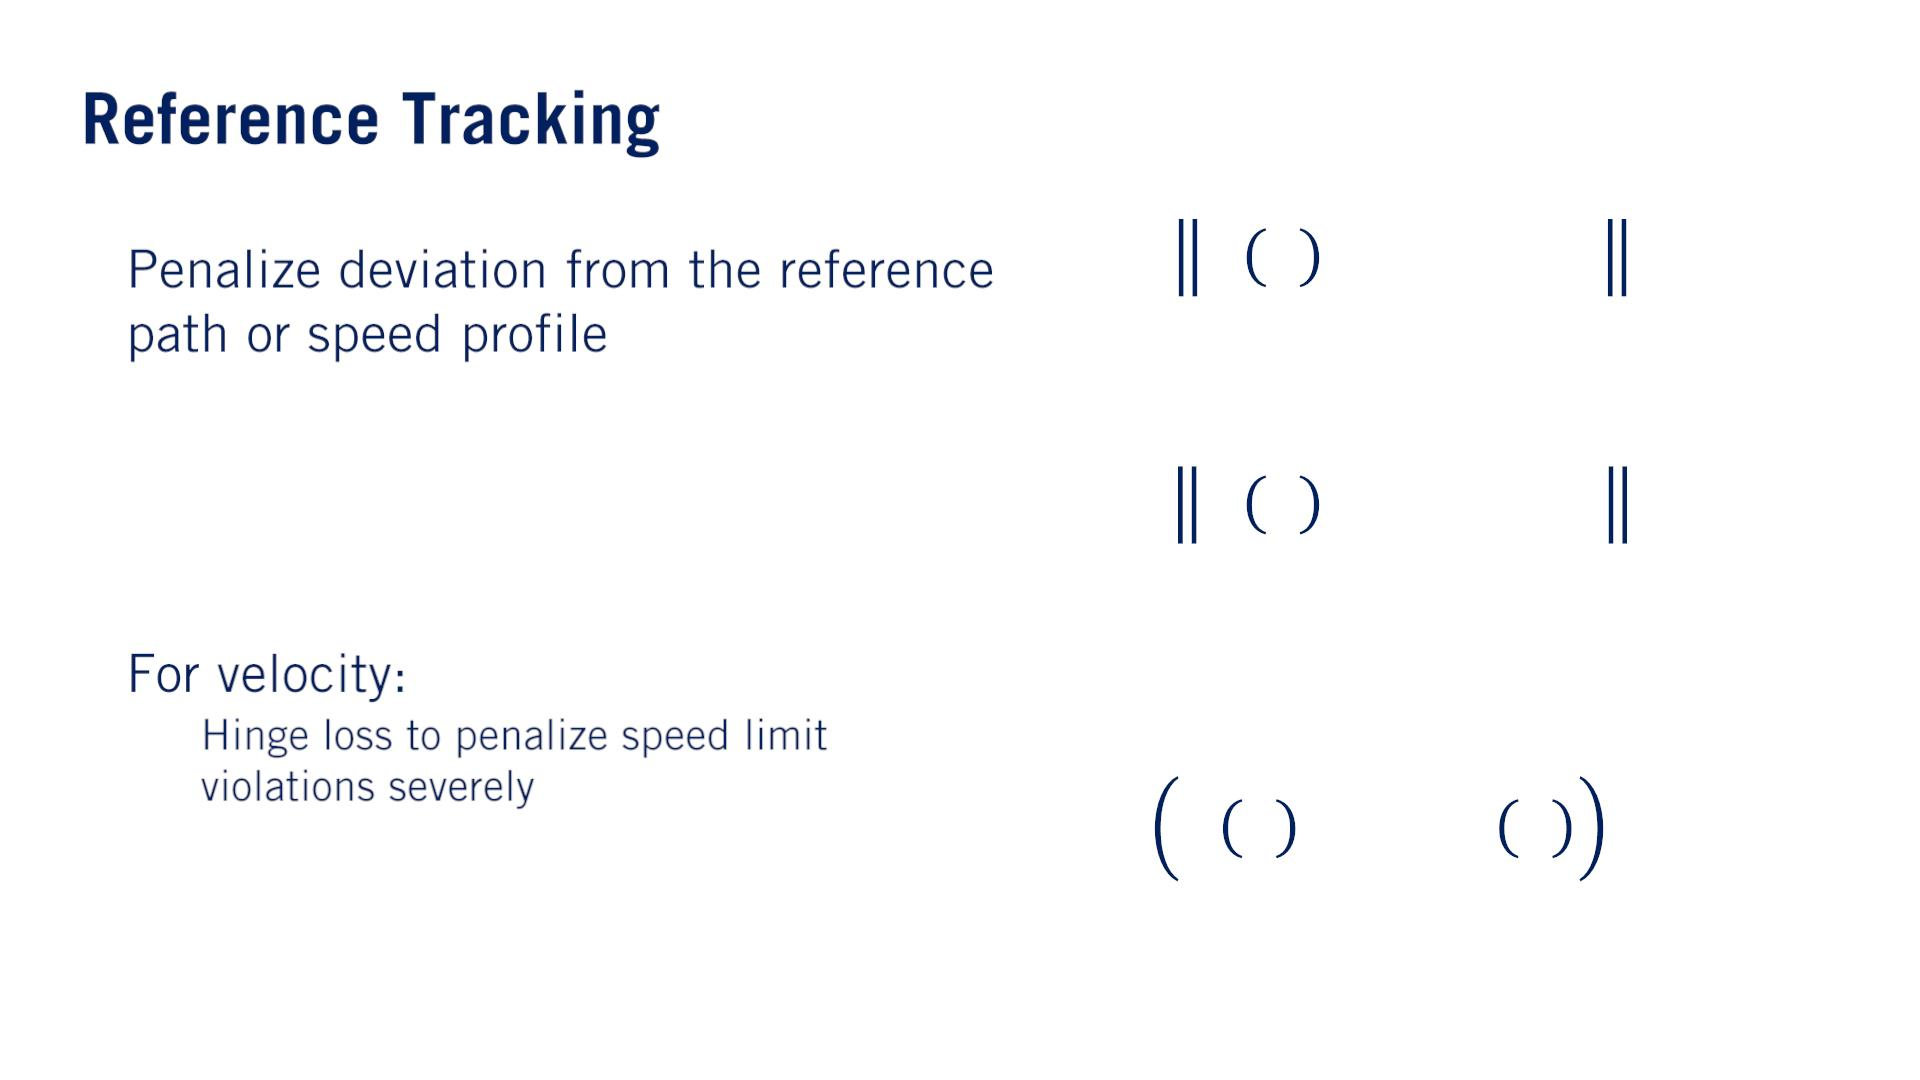 Reference Tracking
Penalize deviation from the reference
path or speed profile
‖ ( ) ‖
‖ ( ) ‖
For velocity:
Hinge loss to penalize speed limit
violations severely
( ( ) ( ) )